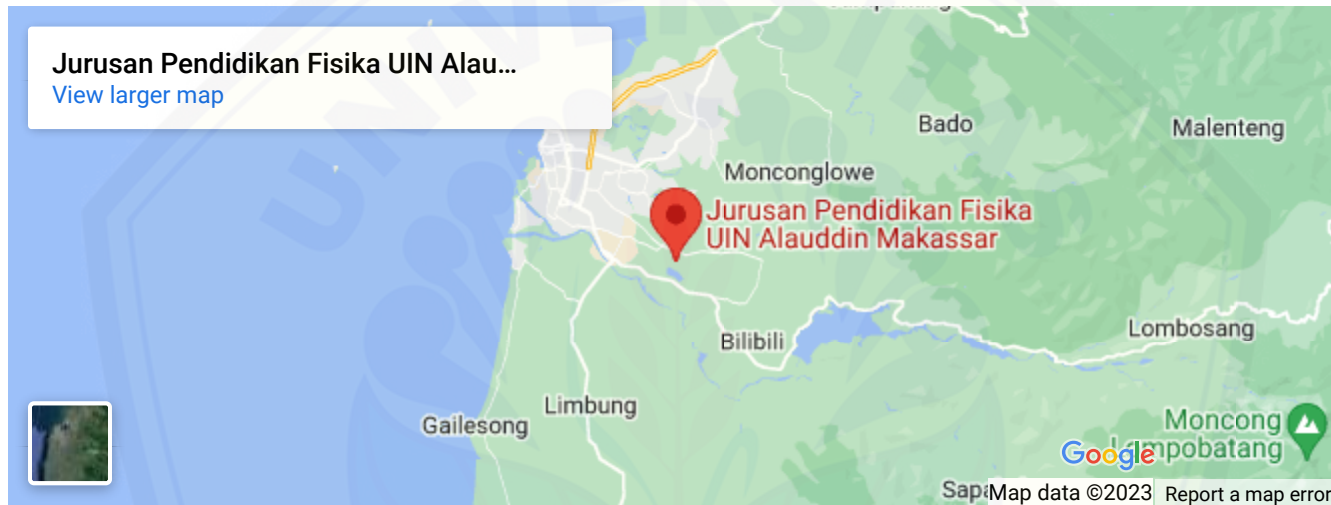 Jurusan Pendidikan Fisika UIN Alau...
View larger map
Bado
Malenteng
Monconglowe
Jurusan Pendidikan Fisika
UIN Alauddin Makassar
Lombosang
Bilibili
Limbung
Gailesong
Moncong
Lompobatang
Google
Map data ©2023
Report a map error